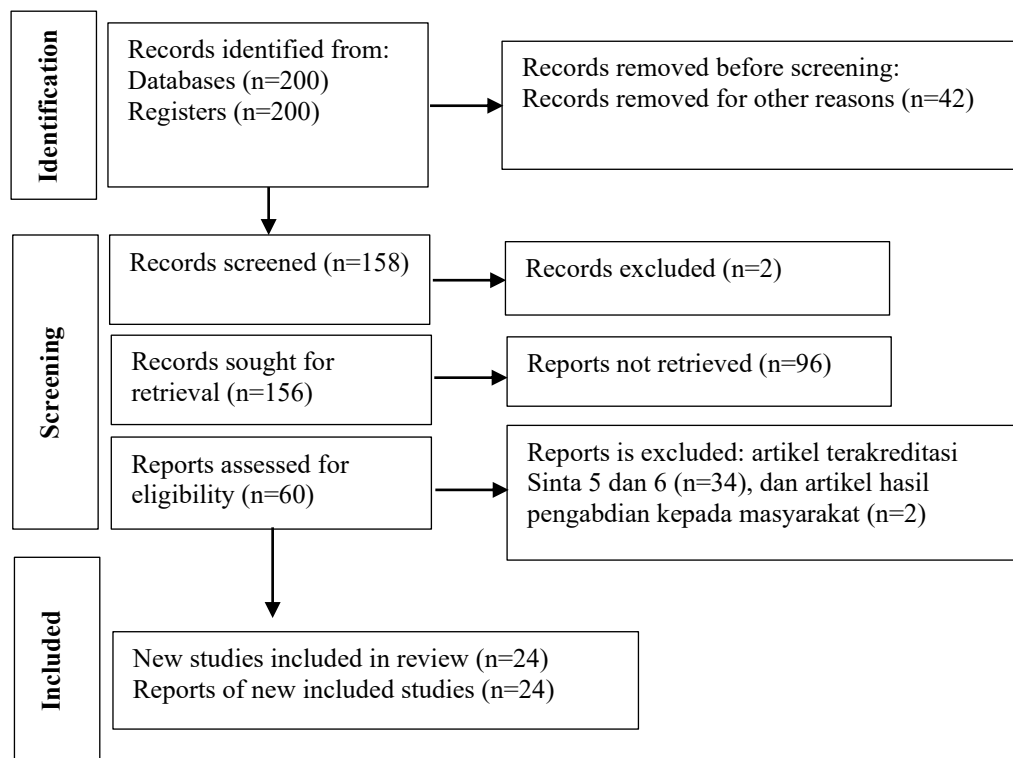 Identification
Records identified from:
Databases (n=200)
Registers (n=200)
Records removed before screening:
Records removed for other reasons (n=42)
Screening
Records screened (n=158)
Records excluded (n=2)
Records sought for
retrieval (n=156)
Reports not retrieved (n=96)
Reports assessed for
eligibility (n=60)
Reports is excluded: artikel terakreditasi
Sinta 5 dan 6 (n=34), dan artikel hasil
pengabdian kepada masyarakat (n=2)
Included
New studies included in review (n=24)
Reports of new included studies (n=24)